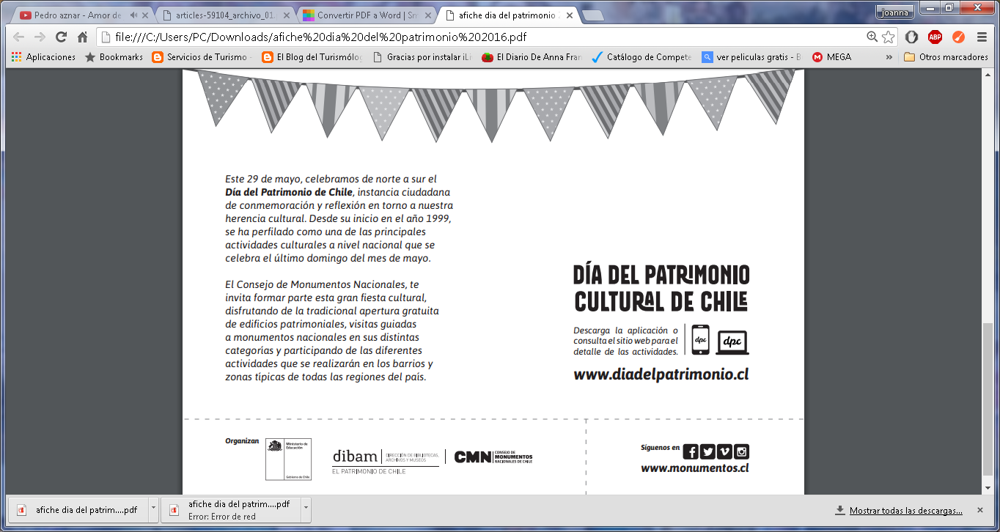 Pedro aznar - Amor de
articles-59104_archivo_01.
Convertir PDF a Word | Sm
afiche dia del patrimonio 2
joanna
file:///C:/Users/PC/Downloads/afiche%20dia%20del%20patrimonio%202016.pdf
ABP
Aplicaciones
Bookmarks
Servicios de Turismo -
El Blog del Turismólog
Gracias por instalar iLi
El Diario De Anna Fran
Catálogo de Compete
ver peliculas gratis - B
MEGA
»
Otros marcadores
Este 29 de mayo, celebramos de norte a sur el
Día del Patrimonio de Chile, instancia ciudadana
de conmemoración y reflexión en torno a nuestra
herencia cultural. Desde su inicio en el año 1999,
se ha perfilado como una de las principales
actividades culturales a nivel nacional que se
celebra el último domingo del mes de mayo.
El Consejo de Monumentos Nacionales, te
invita formar parte esta gran fiesta cultural,
disfrutando de la tradicional apertura gratuita
de edificios patrimoniales, visitas guiadas
a monumentos nacionales en sus distintas
categorías y participando de las diferentes
actividades que se realizarán en los barrios y
zonas típicas de todas las regiones del país.
DÍA DEL PATRIMONIO
CULTURAL DE CHILE
Descarga la aplicación o
consulta el sitio web para el
detalle de las actividades.
dpc
dpc
www.diadelpatrimonio.cl
Organizan
Ministerio de
Educación
Gobierno de Chile
dibam
DIRECCIÓN DE BIBLIOTECAS,
ARCHIVOS Y MUSEOS
EL PATRIMONIO DE CHILE
CMN
CONSEJO DE
MONUMENTOS
NACIONALES DE CHILE
Síguenos en
www.monumentos.cl
afiche dia del patrim....pdf
afiche dia del patrim....pdf
Error: Error de red
Mostrar todas las descargas...